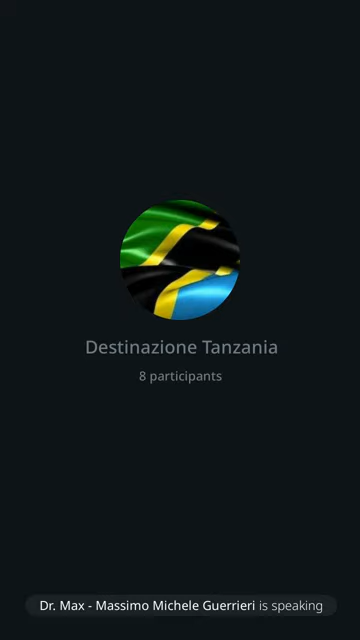 Destinazione Tanzania
8 participants
Dr. Max - Massimo Michele Guerrieri is speaking